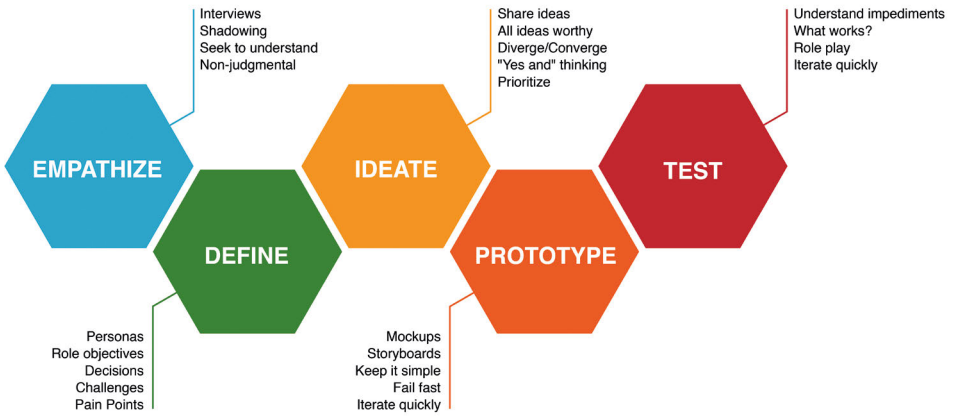 Interviews
Shadowing
Seek to understand
Non-judgmental
EMPATHIZE
Personas
Role objectives
Decisions
Challenges
Pain Points
DEFINE
Share ideas
All ideas worthy
Diverge/Converge
"Yes and" thinking
Prioritize
IDEATE
Mockups
Storyboards
Keep it simple
Fail fast
Iterate quickly
PROTOTYPE
Understand impediments
What works?
Role play
Iterate quickly
TEST